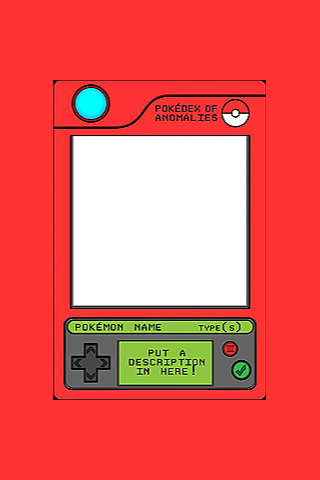 POKÉDEX OF
ANOMALIES
POKÉMON NAME TYPE(S)
PUT A
DESCRIPTION
IN HERE!